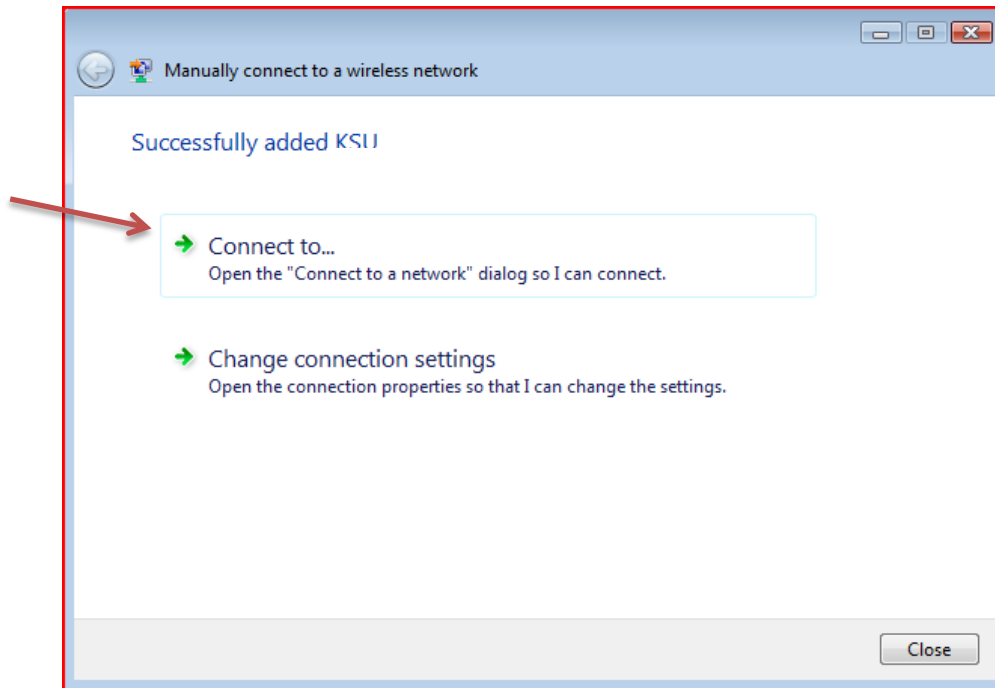 Manually connect to a wireless network
Successfully added KSU
Connect to...
Open the "Connect to a network" dialog so I can connect.
Change connection settings
Open the connection properties so that I can change the settings.
Close